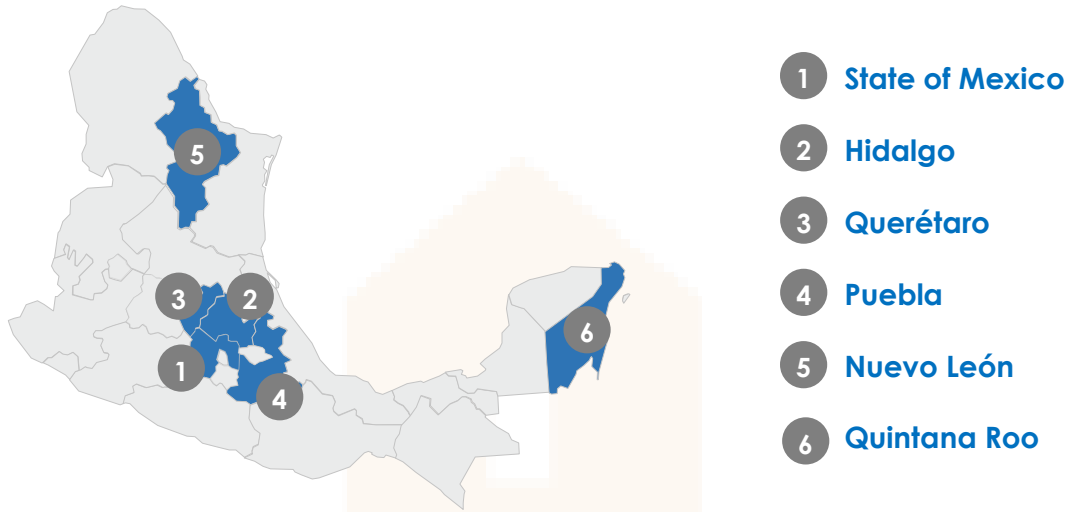 5
3
2
1
4
6
1 State of Mexico
2 Hidalgo
3 Querétaro
4 Puebla
5 Nuevo León
6 Quintana Roo